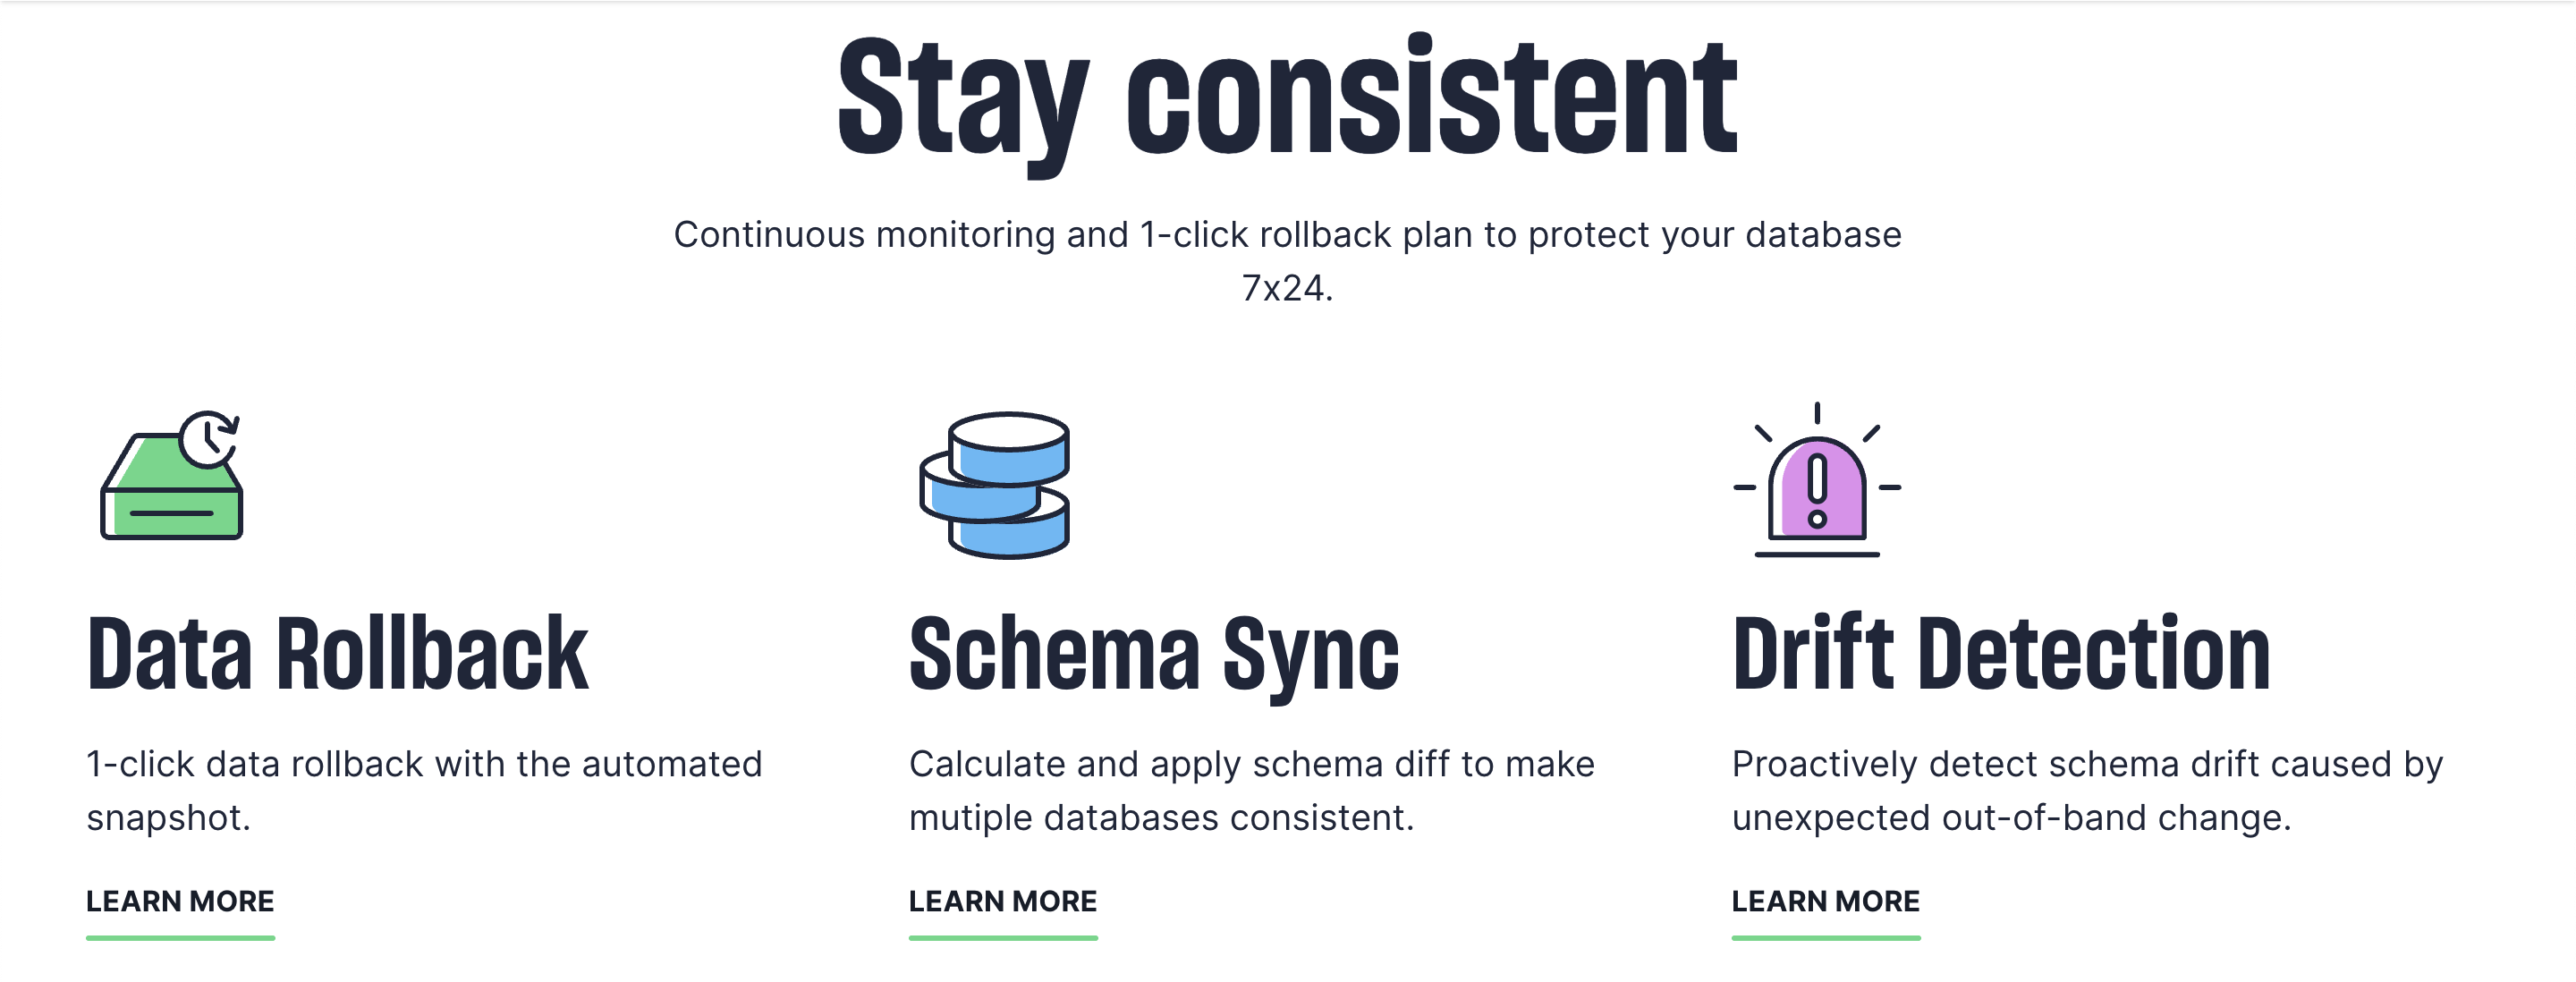 Stay consistent
Continuous monitoring and 1-click rollback plan to protect your database
7x24.
Data Rollback
1-click data rollback with the automated
snapshot.
LEARN MORE
Schema Sync
Calculate and apply schema diff to make
mutiple databases consistent.
LEARN MORE
Drift Detection
Proactively detect schema drift caused by
unexpected out-of-band change.
LEARN MORE